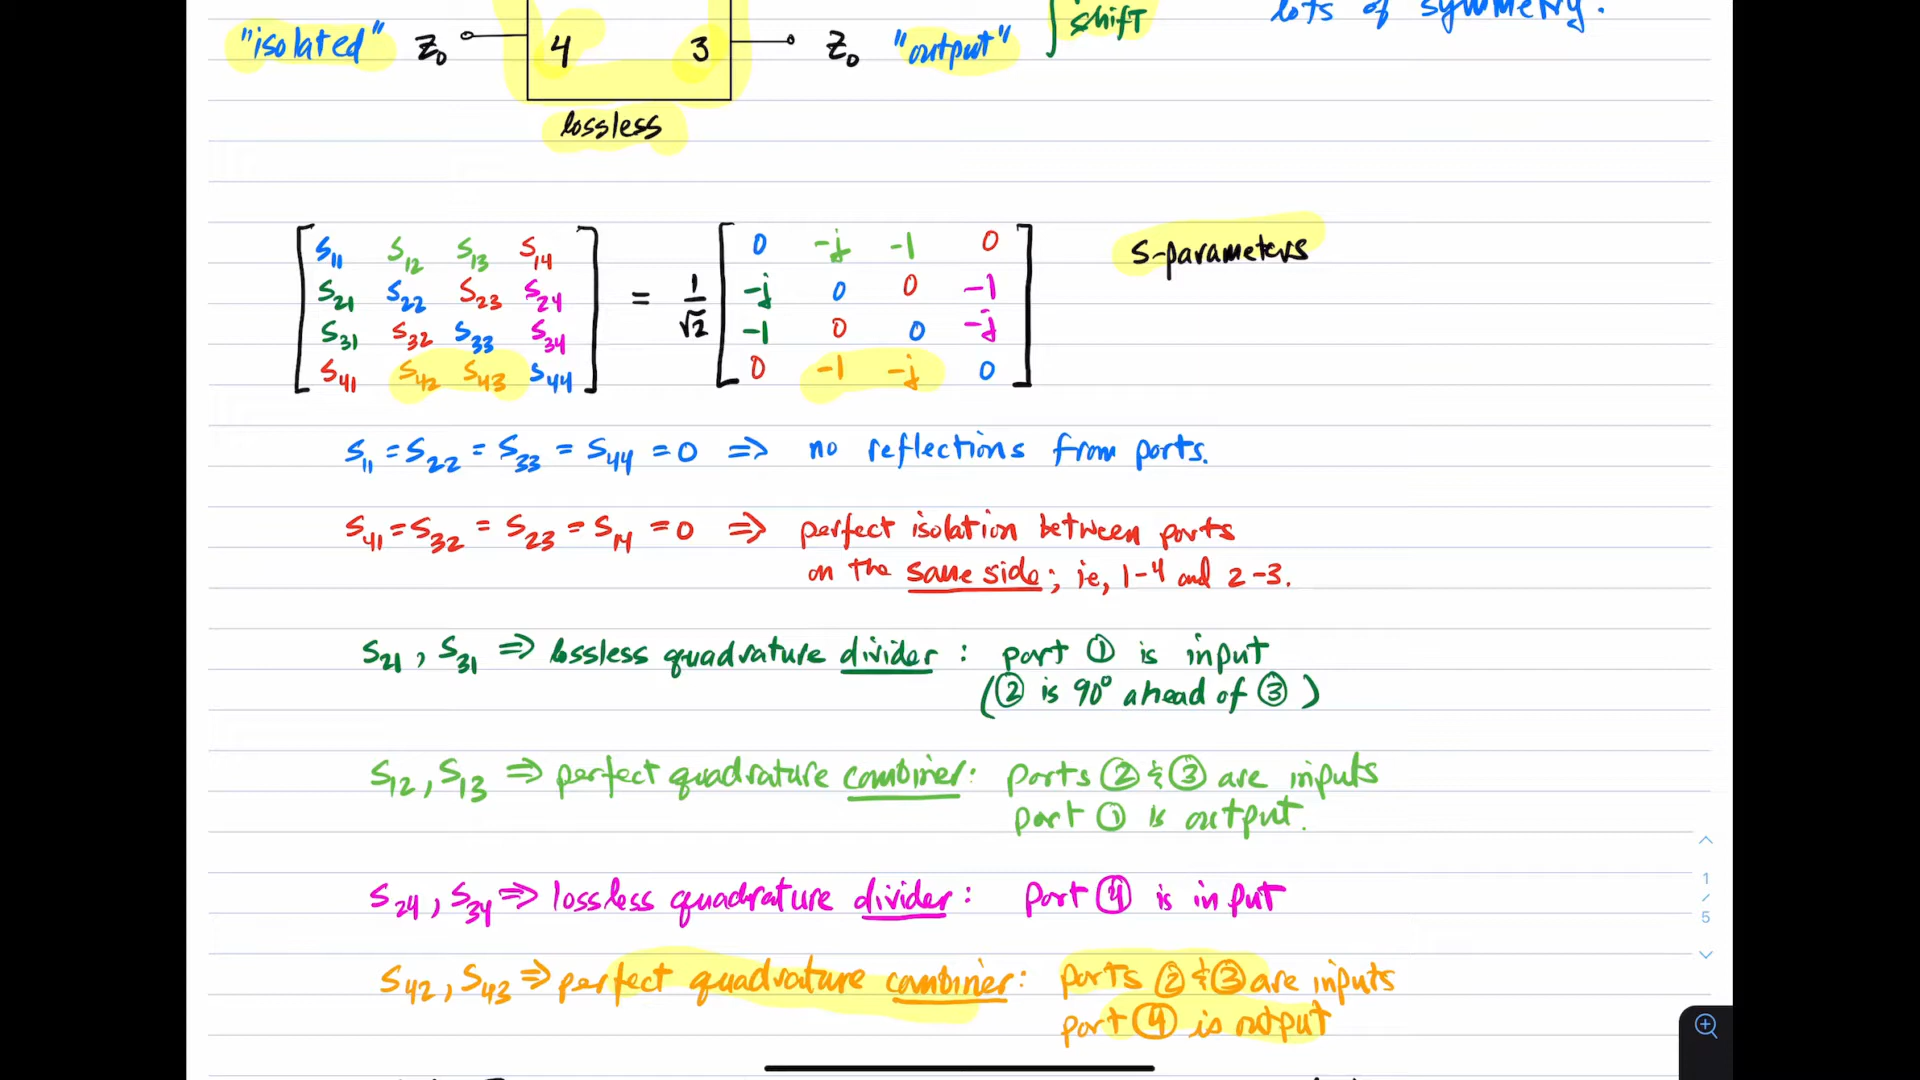 ∫ shift lots of symmetry.
"isolated" Z₀ 4 3 Z₀ "output"
lossless
[ S₁₁ S₁₂ S₁₃ S₁₄ ] [ 0 -j -1 0 ] S-parameters
[ S₂₁ S₂₂ S₂₃ S₂₄ ] = 1/√2 [ -j 0 0 -1 ]
[ S₃₁ S₃₂ S₃₃ S₃₄ ] [ -1 0 0 -j ]
[ S₄₁ S₄₂ S₄₃ S₄₄ ] [ 0 -1 -j 0 ]
S₁₁ = S₂₂ = S₃₃ = S₄₄ = 0 ⇒ no reflections from ports.
S₄₁ = S₃₂ = S₂₃ = S₁₄ = 0 ⇒ perfect isolation between ports
on the same side; ie, 1-4 and 2-3.
S₂₁, S₃₁ ⇒ lossless quadrature divider : port ① is input
(② is 90° ahead of ③)
S₁₂, S₁₃ ⇒ perfect quadrature combiner: ports ② & ③ are inputs
port ① is output.
S₂₄, S₃₄ ⇒ lossless quadrature divider : port ④ is input
S₄₂, S₄₃ ⇒ perfect quadrature combiner: ports ② & ③ are inputs
port ④ is output
1
/
5